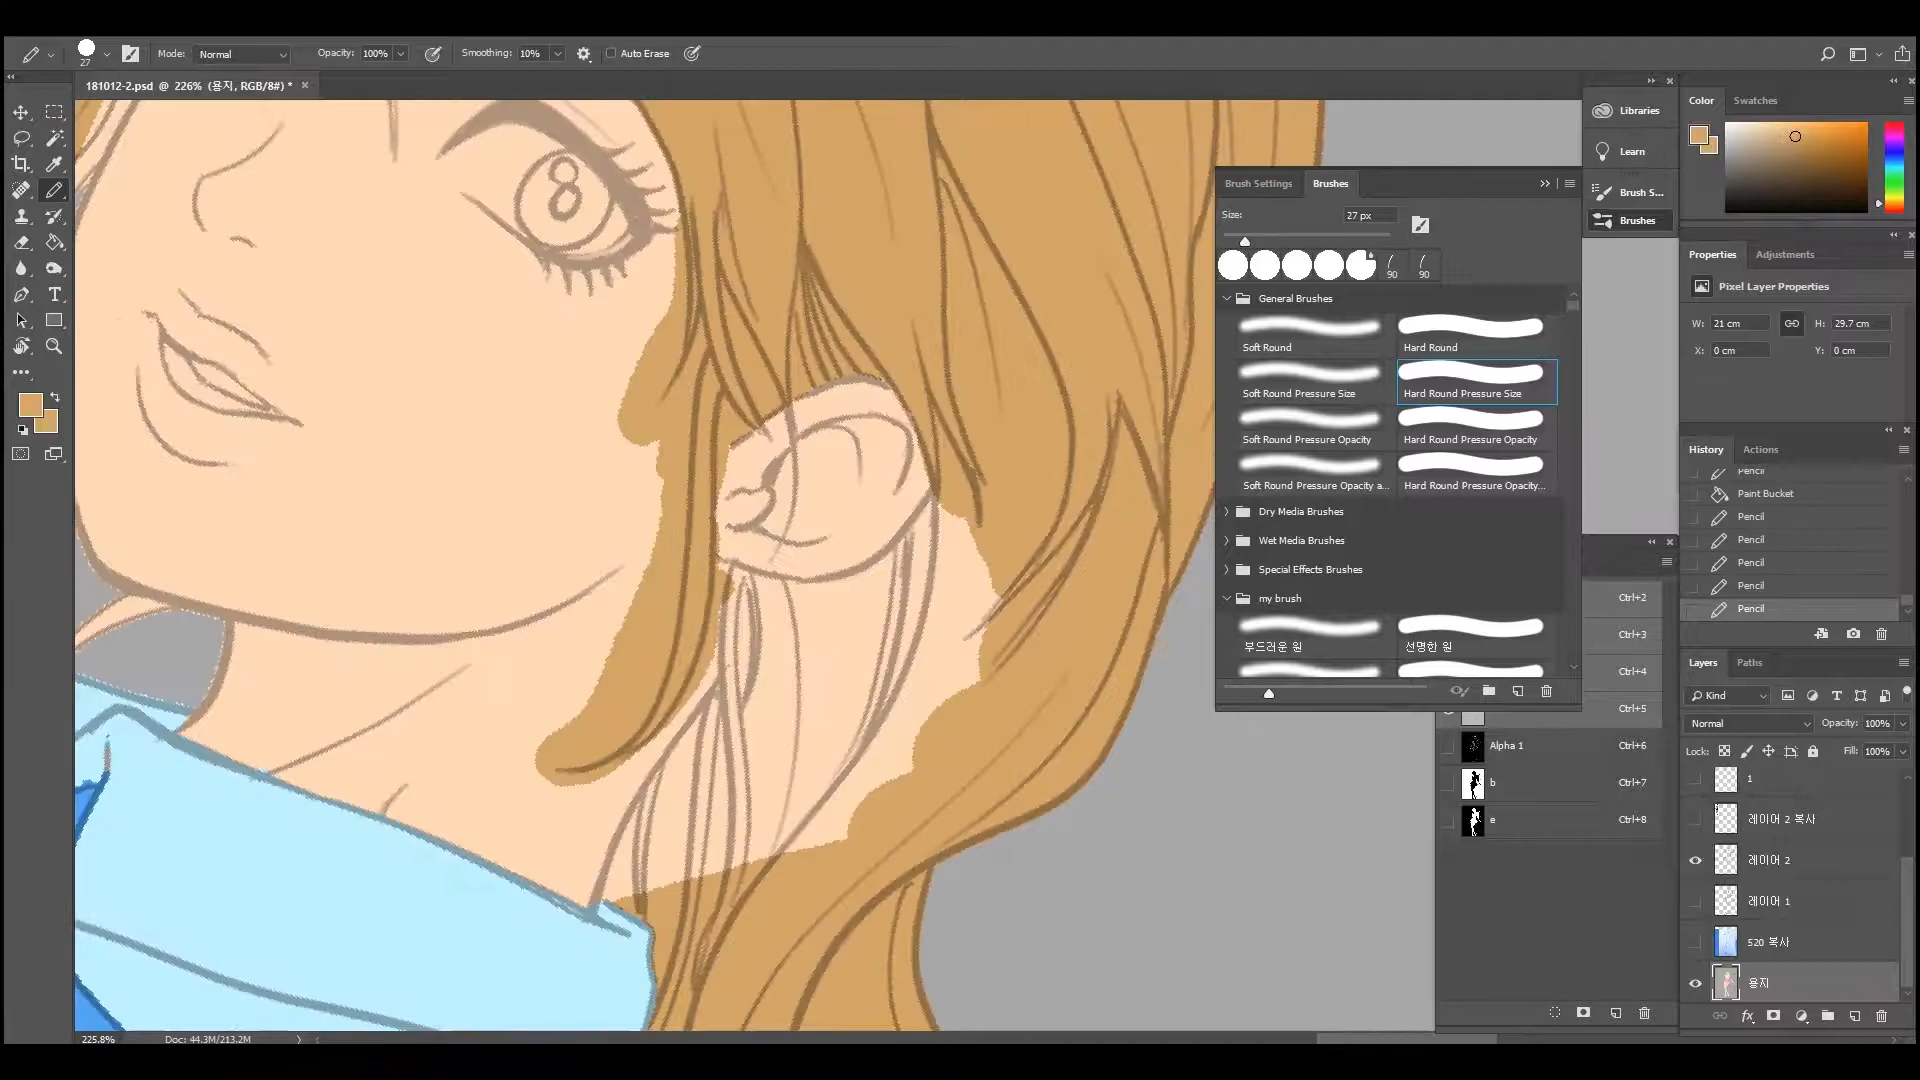 27
Mode: Normal
Opacity: 100%
Smoothing: 10%
Auto Erase
181012-2.psd @ 226% (용지, RGB/8#) *
8
Brush Settings
Brushes
Size:
27 px
90
90
General Brushes
Soft Round
Hard Round
Soft Round Pressure Size
Hard Round Pressure Size
Soft Round Pressure Opacity
Hard Round Pressure Opacity
Soft Round Pressure Opacity a...
Hard Round Pressure Opacity...
Dry Media Brushes
Wet Media Brushes
Special Effects Brushes
my brush
부드러운 원
선명한 원
Libraries
Learn
Brush S...
Brushes
Ctrl+2
Ctrl+3
Ctrl+4
Ctrl+5
Alpha 1
Ctrl+6
b
Ctrl+7
e
Ctrl+8
Color
Swatches
Properties
Adjustments
Pixel Layer Properties
W: 21 cm
H: 29.7 cm
X: 0 cm
Y: 0 cm
History
Actions
Pencil
Paint Bucket
Pencil
Pencil
Pencil
Pencil
Pencil
Layers
Paths
Kind
Normal
Opacity: 100%
Lock:
Fill: 100%
1
레이어 2 복사
레이어 2
레이어 1
520 복사
용지
225.8%
Doc: 44.3M/213.2M